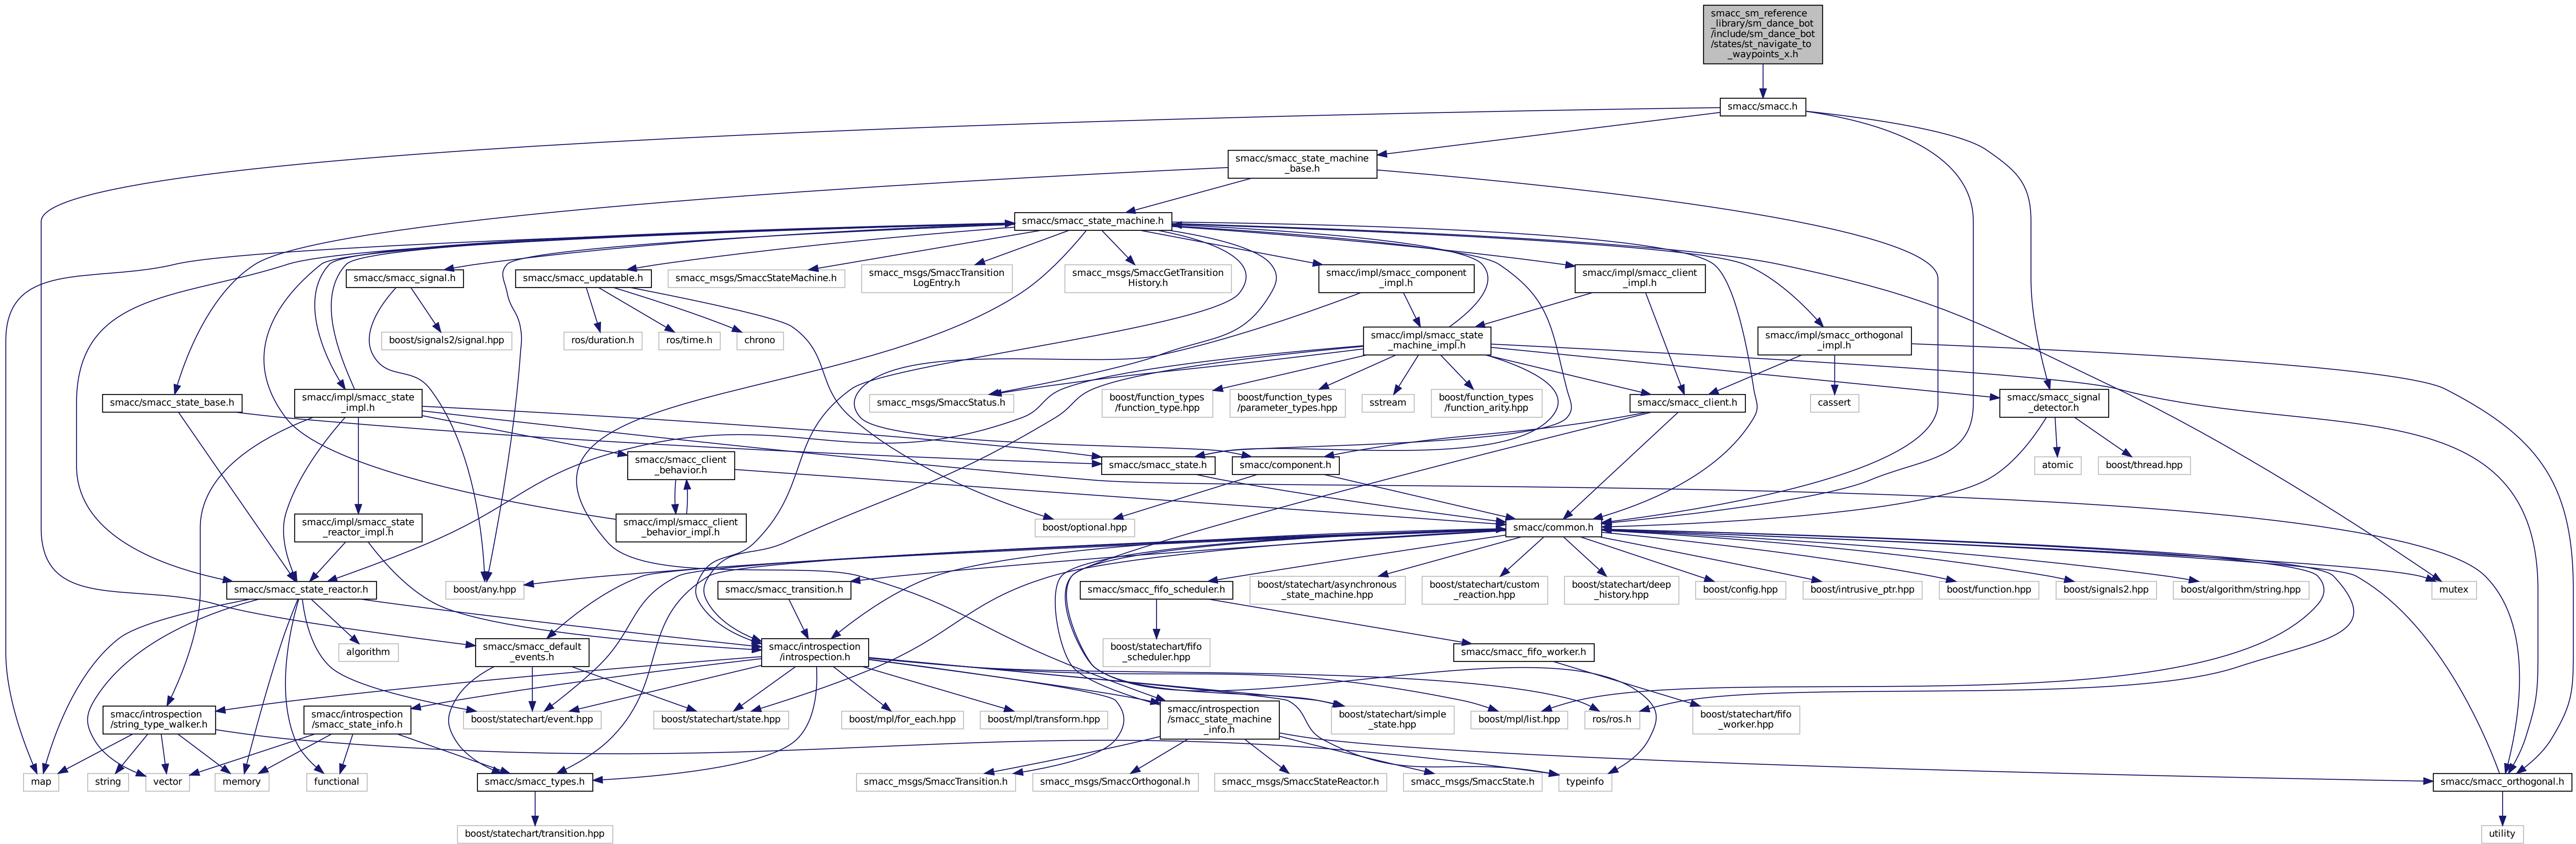 smacc_sm_reference
_library/sm_dance_bot
/include/sm_dance_bot
/states/st_navigate_to
_waypoints_x.h
smacc/smacc.h
smacc/smacc_state_machine
_base.h
smacc/smacc_state_machine.h
smacc/smacc_signal.h
smacc/smacc_updatable.h
smacc_msgs/SmaccStateMachine.h
smacc_msgs/SmaccTransition
LogEntry.h
smacc_msgs/SmaccGetTransition
History.h
smacc/impl/smacc_component
_impl.h
smacc/impl/smacc_client
_impl.h
boost/signals2/signal.hpp
ros/duration.h
ros/time.h
chrono
smacc/impl/smacc_state
_machine_impl.h
smacc/impl/smacc_orthogonal
_impl.h
smacc/smacc_state_base.h
smacc/impl/smacc_state
_impl.h
smacc_msgs/SmaccStatus.h
boost/function_types
/function_type.hpp
boost/function_types
/parameter_types.hpp
sstream
boost/function_types
/function_arity.hpp
smacc/smacc_client.h
cassert
smacc/smacc_signal
_detector.h
smacc/smacc_client
_behavior.h
smacc/smacc_state.h
smacc/component.h
atomic
boost/thread.hpp
smacc/impl/smacc_state
_reactor_impl.h
smacc/impl/smacc_client
_behavior_impl.h
boost/optional.hpp
smacc/common.h
smacc/smacc_state_reactor.h
boost/any.hpp
smacc/smacc_transition.h
smacc/smacc_fifo_scheduler.h
boost/statechart/asynchronous
_state_machine.hpp
boost/statechart/custom
_reaction.hpp
boost/statechart/deep
_history.hpp
boost/config.hpp
boost/intrusive_ptr.hpp
boost/function.hpp
boost/signals2.hpp
boost/algorithm/string.hpp
mutex
algorithm
smacc/smacc_default
_events.h
smacc/introspection
/introspection.h
boost/statechart/fifo
_scheduler.hpp
smacc/smacc_fifo_worker.h
smacc/introspection
/string_type_walker.h
smacc/introspection
/smacc_state_info.h
boost/statechart/event.hpp
boost/statechart/state.hpp
boost/mpl/for_each.hpp
boost/mpl/transform.hpp
smacc/introspection
/smacc_state_machine
_info.h
boost/statechart/simple
_state.hpp
boost/mpl/list.hpp
ros/ros.h
boost/statechart/fifo
_worker.hpp
map
string
vector
memory
functional
smacc/smacc_types.h
smacc_msgs/SmaccTransition.h
smacc_msgs/SmaccOrthogonal.h
smacc_msgs/SmaccStateReactor.h
smacc_msgs/SmaccState.h
typeinfo
smacc/smacc_orthogonal.h
boost/statechart/transition.hpp
utility